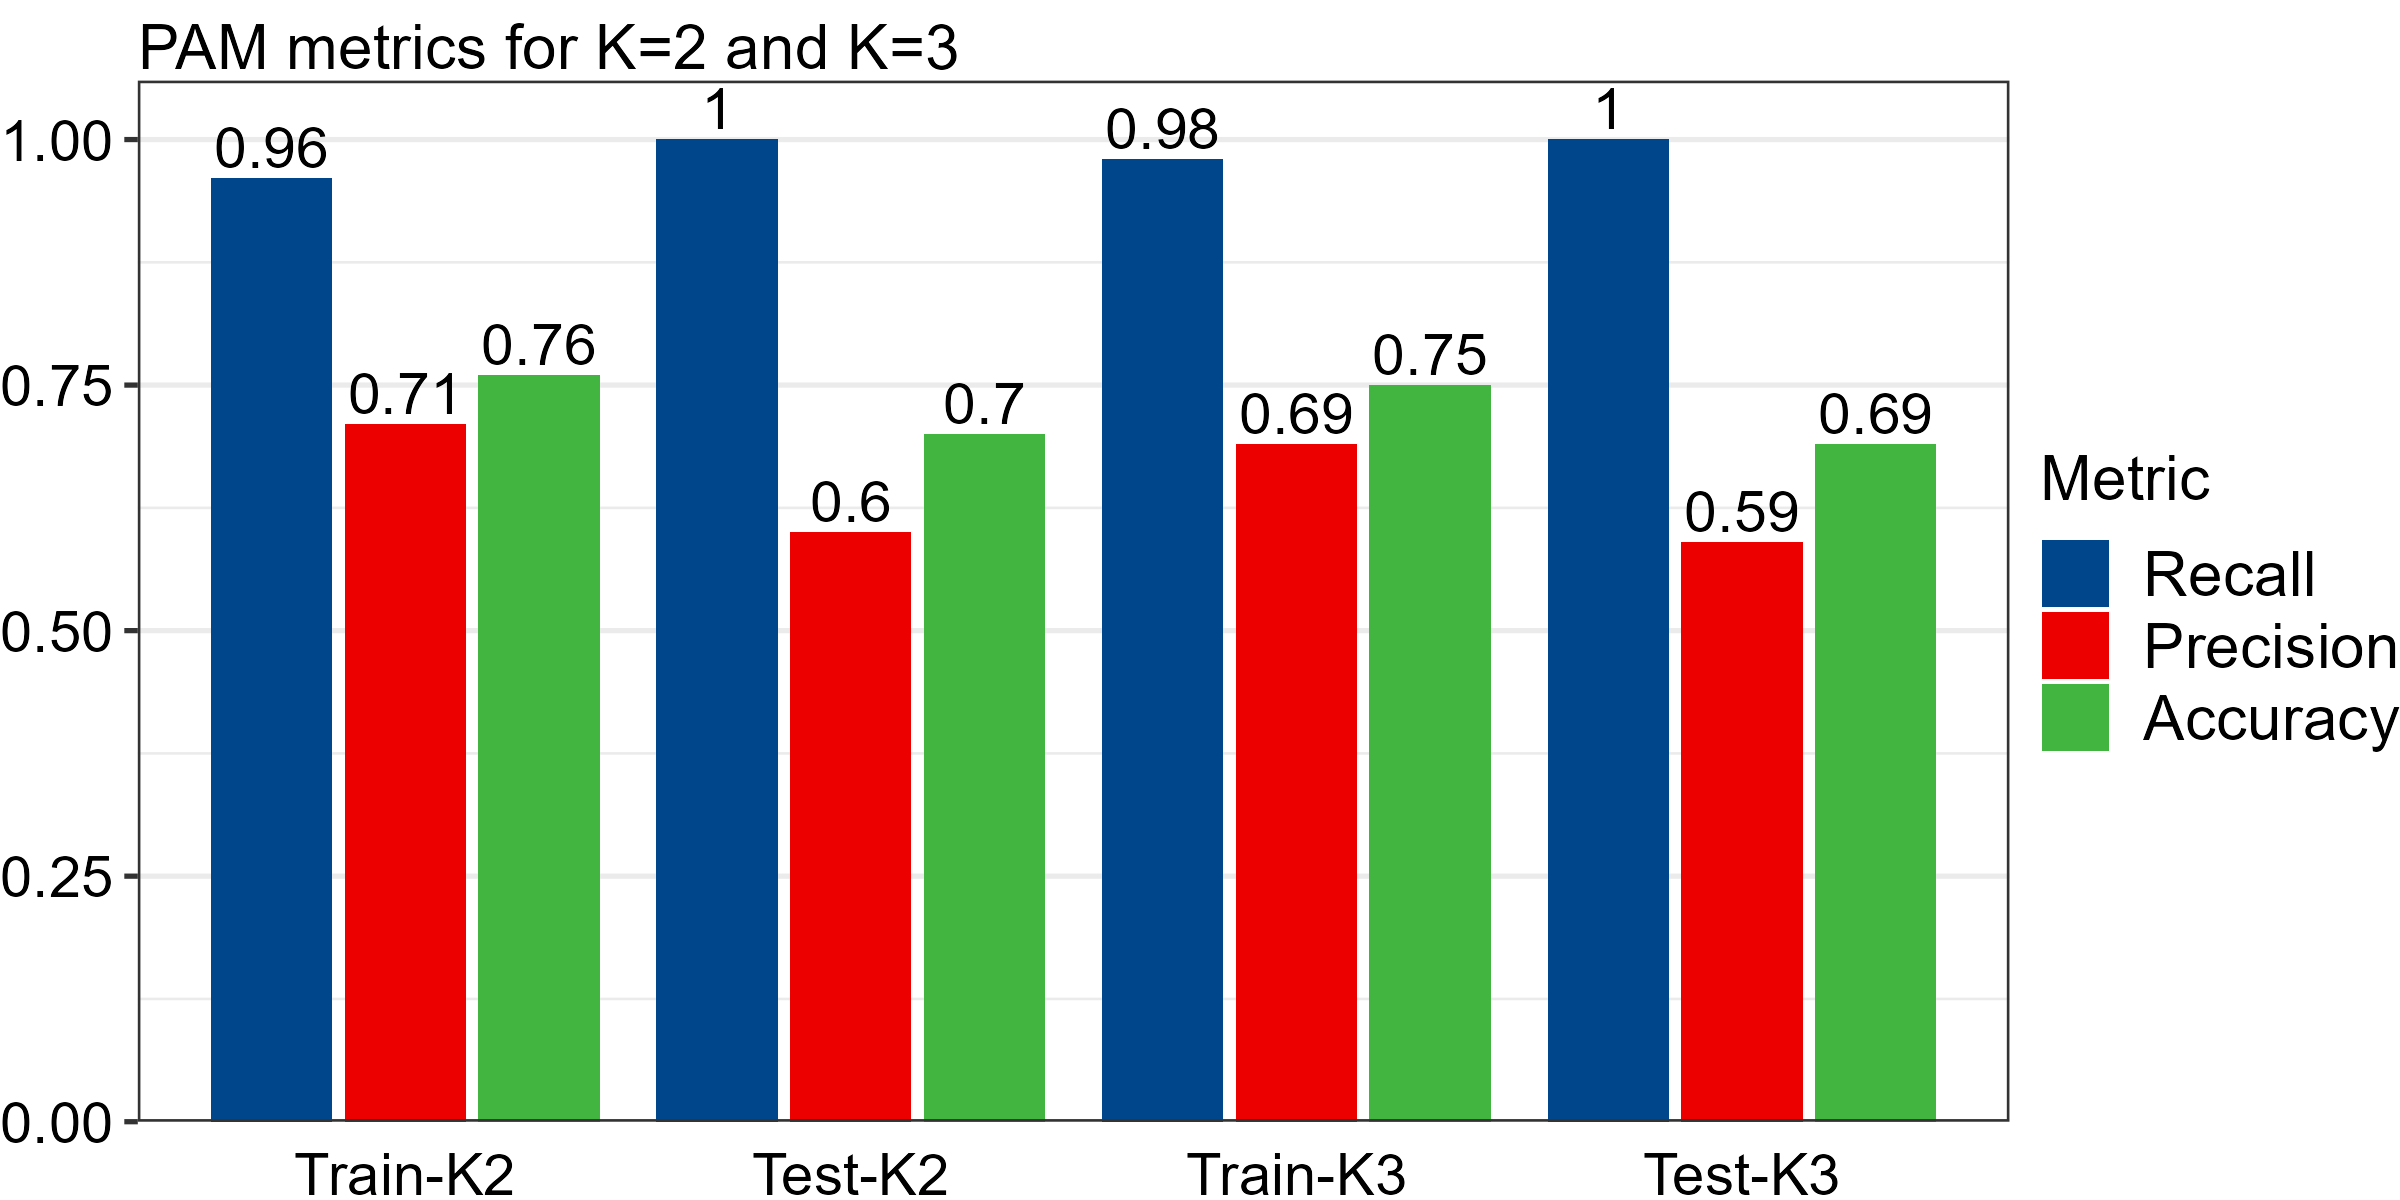 PAM metrics for K=2 and K=3
1.00
0.75
0.50
0.25
0.00
0.96
0.71
0.76
1
0.6
0.7
0.98
0.69
0.75
1
0.59
0.69
Train-K2
Test-K2
Train-K3
Test-K3
Metric
Recall
Precision
Accuracy